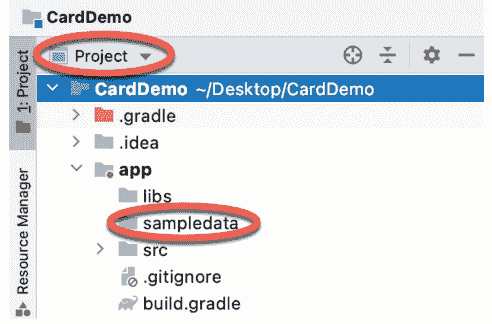 CardDemo
Project
CardDemo ~/Desktop/CardDemo
.gradle
.idea
app
libs
sampledata
src
.gitignore
build.gradle
1: Project
Resource Manager